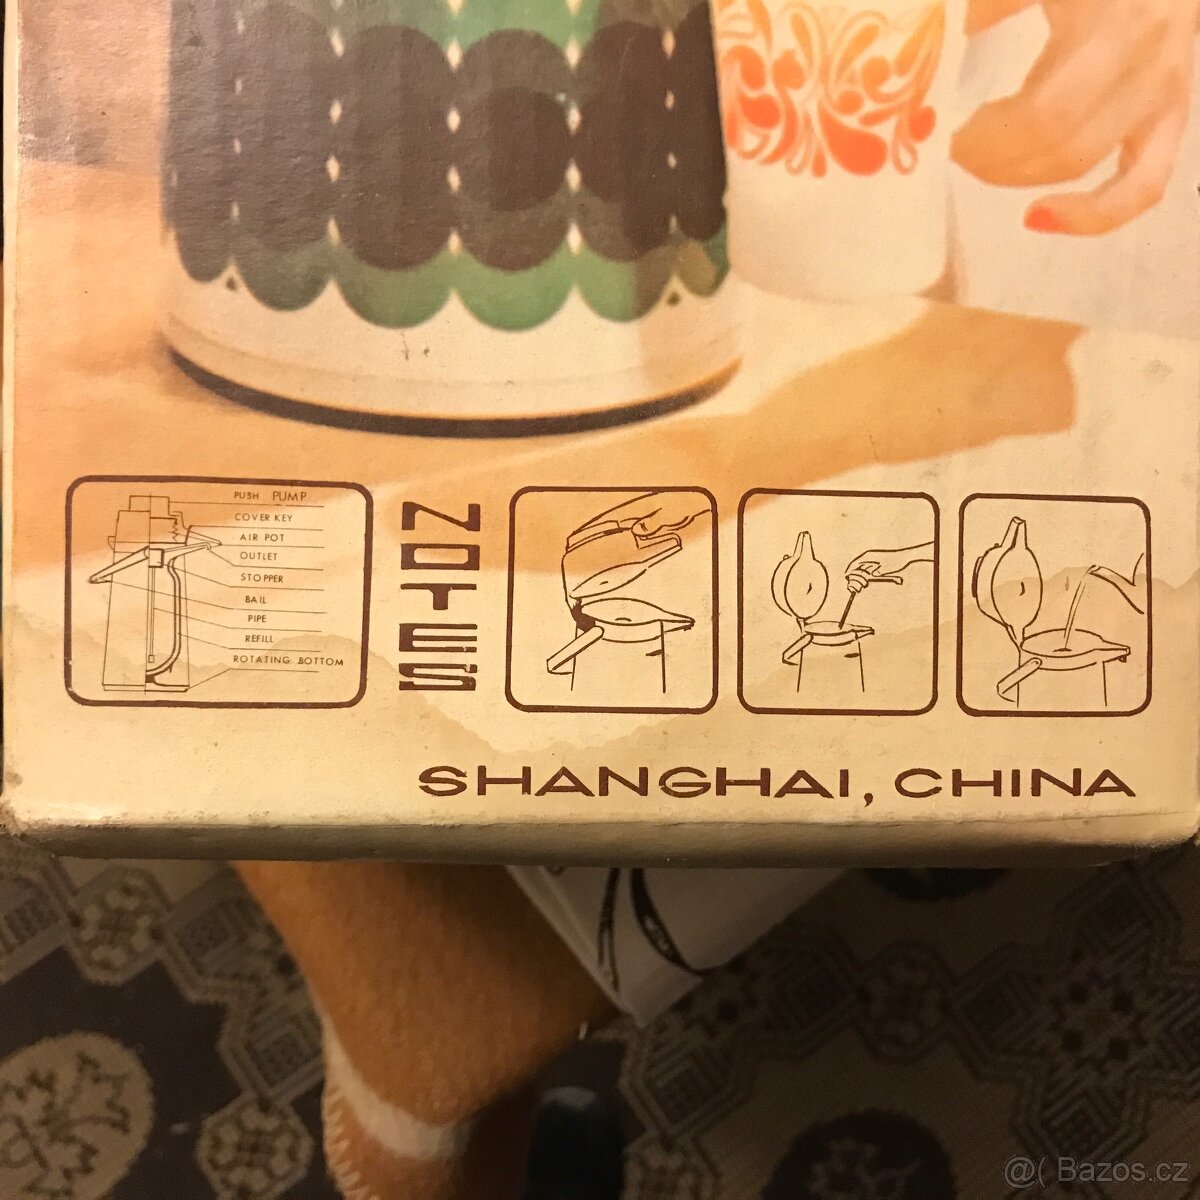 PUSH PUMP
COVER KEY
AIR POT
OUTLET
STOPPER
BAIL
PIPE
REFILL
ROTATING BOTTOM
NOTES
SHANGHAI, CHINA
@( Bazos.cz